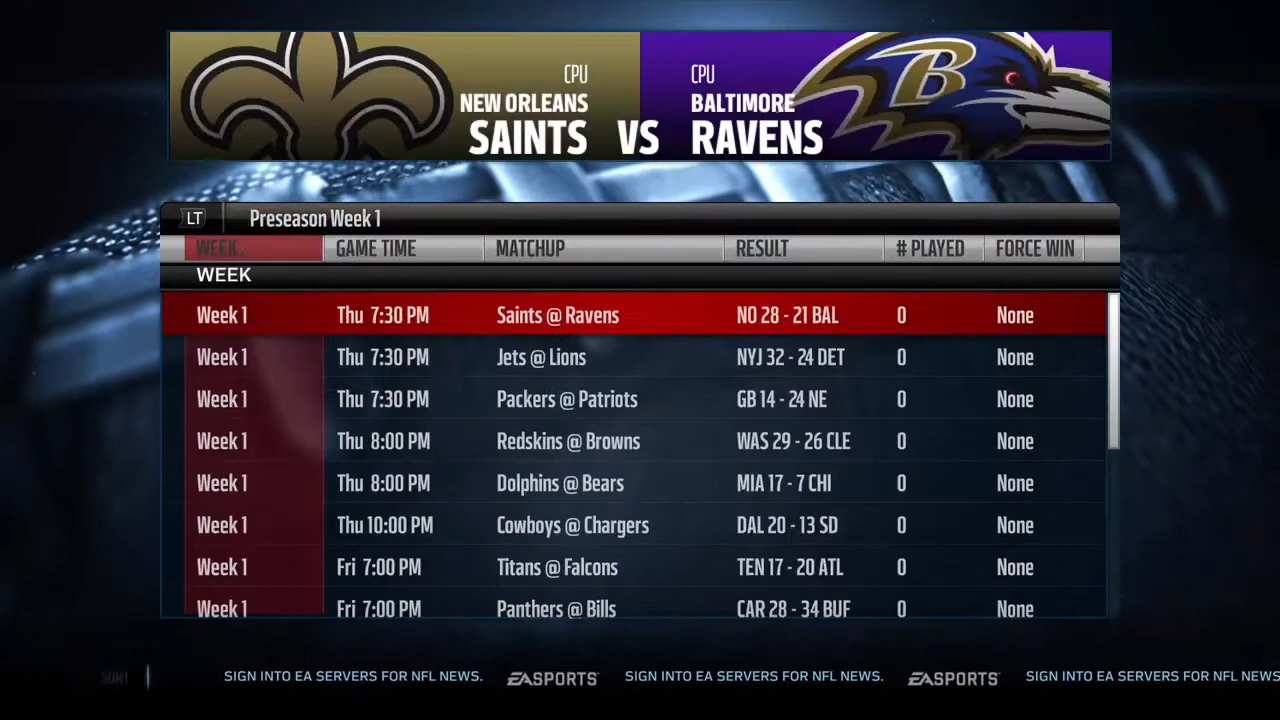 CPU CPU
NEW ORLEANS BALTIMORE
SAINTS VS RAVENS
B
LT Preseason Week 1
WEEK GAME TIME MATCHUP RESULT # PLAYED FORCE WIN
WEEK
Week 1 Thu 7:30 PM Saints @ Ravens NO 28 - 21 BAL 0 None
Week 1 Thu 7:30 PM Jets @ Lions NYJ 32 - 24 DET 0 None
Week 1 Thu 7:30 PM Packers @ Patriots GB 14 - 24 NE 0 None
Week 1 Thu 8:00 PM Redskins @ Browns WAS 29 - 26 CLE 0 None
Week 1 Thu 8:00 PM Dolphins @ Bears MIA 17 - 7 CHI 0 None
Week 1 Thu 10:00 PM Cowboys @ Chargers DAL 20 - 13 SD 0 None
Week 1 Fri 7:00 PM Titans @ Falcons TEN 17 - 20 ATL 0 None
Week 1 Fri 7:00 PM Panthers @ Bills CAR 28 - 34 BUF 0 None
SORT SIGN INTO EA SERVERS FOR NFL NEWS. EA SPORTS SIGN INTO EA SERVERS FOR NFL NEWS. EA SPORTS SIGN INTO EA SERVERS FOR NFL NEWS